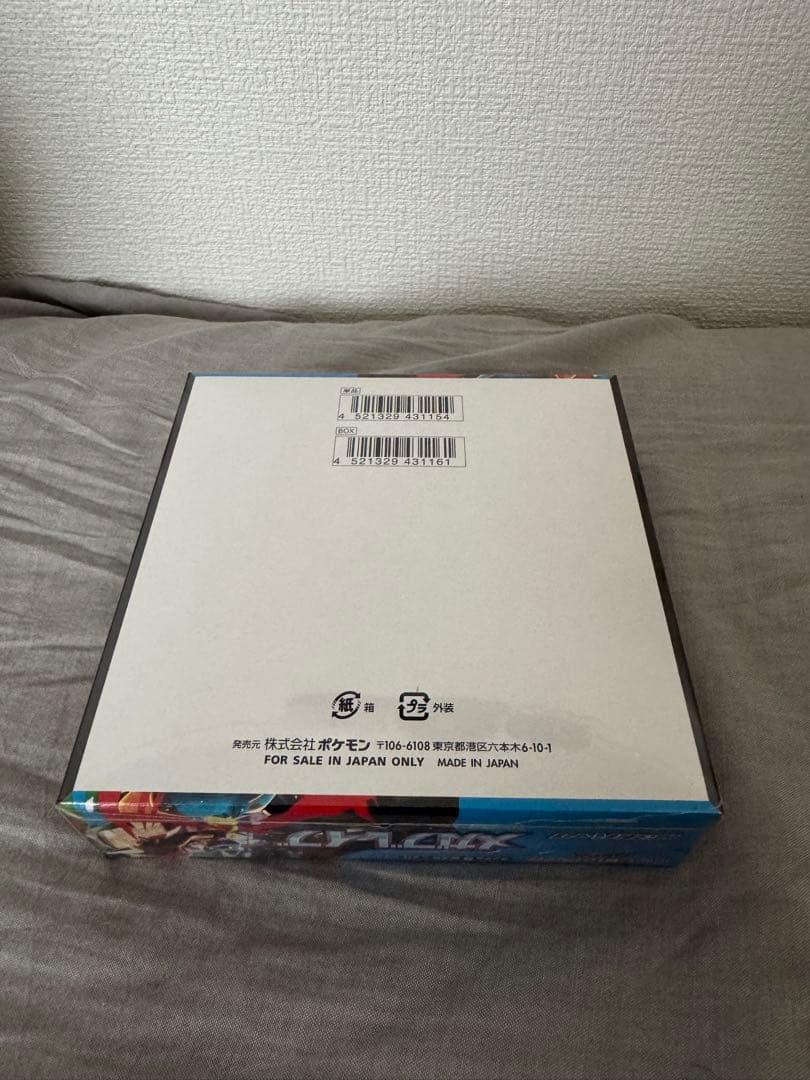 単品
4 521329 431154
BOX
4 521329 431161
紙 箱 プラ 外装
発売元 株式会社ポケモン 〒106-6108 東京都港区六本木6-10-1
FOR SALE IN JAPAN ONLY MADE IN JAPAN